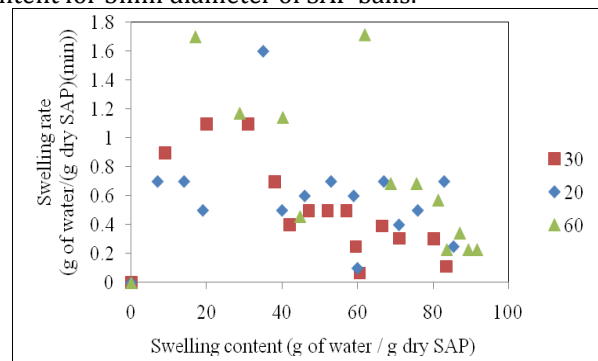 content for 5mm diameter of SAP balls.
1.8
1.6
1.4
1.2
1
0.8
0.6
0.4
0.2
0
Swelling rate
(g of water/(g dry SAP)(min))
0 20 40 60 80 100
Swelling content (g of water / g dry SAP)
30
20
60